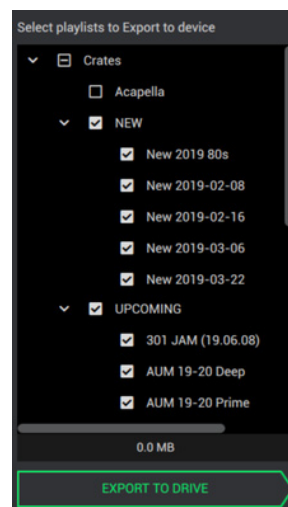 Select playlists to Export to device
Crates
Acapella
NEW
New 2019 80s
New 2019-02-08
New 2019-02-16
New 2019-03-06
New 2019-03-22
UPCOMING
301 JAM (19.06.08)
AUM 19-20 Deep
AUM 19-20 Prime
0.0 MB
EXPORT TO DRIVE